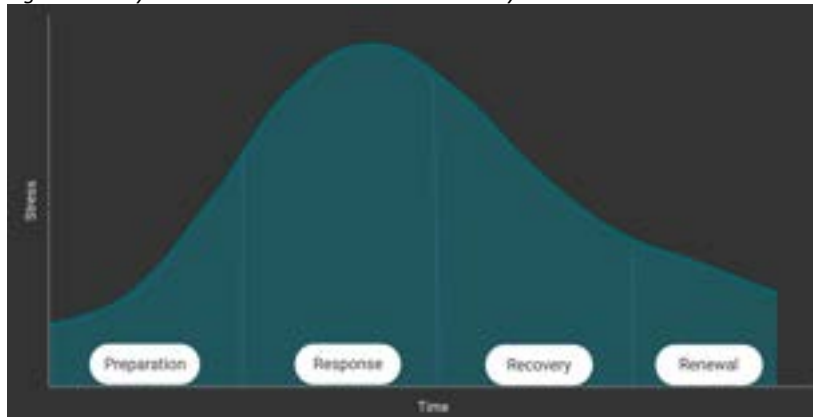 Stress
Preparation
Response
Recovery
Renewal
Time